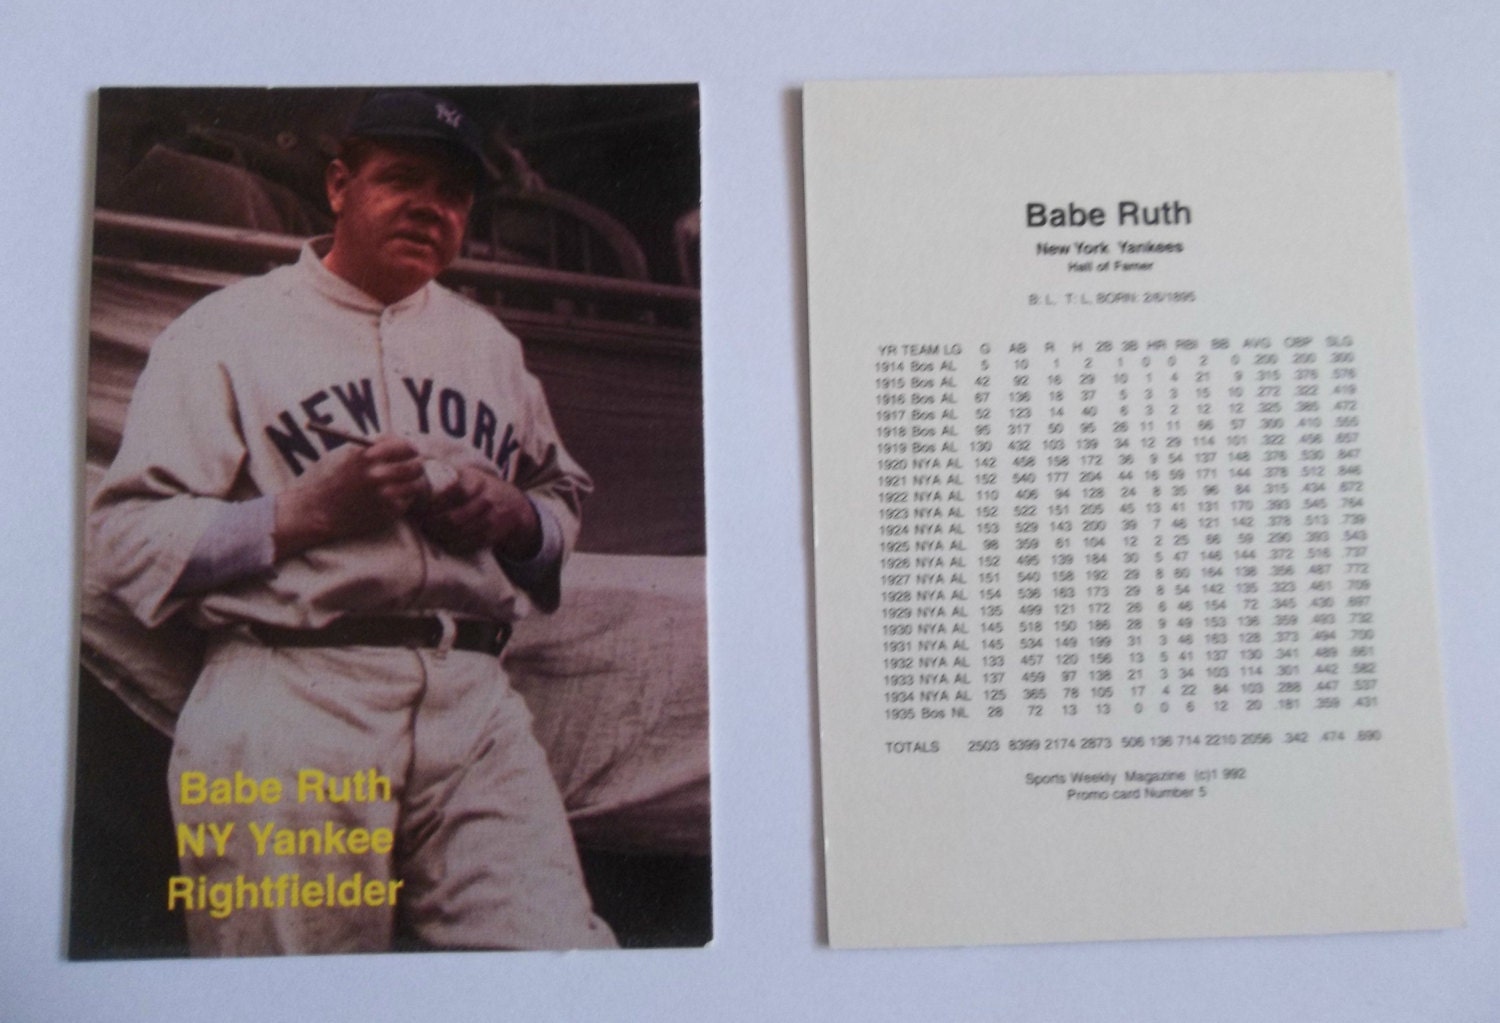 NY
NEW YORK
Babe Ruth
NY Yankee
Rightfielder
Babe Ruth
New York Yankees
Hall of Famer
B: L. T: L. BORN: 2/6/1895
YR TEAM LG G AB R H 2B 3B HR RBI BB AVG OBP SLG
1914 Bos AL 5 10 1 2 1 0 0 2 0 .200 .200 .300
1915 Bos AL 42 92 16 29 10 1 4 21 9 .315 .376 .576
1916 Bos AL 67 136 18 37 5 3 3 15 10 .272 .322 .419
1917 Bos AL 52 123 14 40 6 3 2 12 12 .325 .385 .472
1918 Bos AL 95 317 50 95 26 11 11 66 57 .300 .410 .555
1919 Bos AL 130 432 103 139 34 12 29 114 101 .322 .456 .657
1920 NYA AL 142 458 158 172 36 9 54 137 148 .376 .530 .847
1921 NYA AL 152 540 177 204 44 16 59 171 144 .378 .512 .846
1922 NYA AL 110 406 94 128 24 8 35 96 84 .315 .434 .672
1923 NYA AL 152 522 151 205 45 13 41 131 170 .393 .545 .764
1924 NYA AL 153 529 143 200 39 7 46 121 142 .378 .513 .739
1925 NYA AL 98 359 61 104 12 2 25 66 59 .290 .393 .543
1926 NYA AL 152 495 139 184 30 5 47 146 144 .372 .516 .737
1927 NYA AL 151 540 158 192 29 8 60 164 138 .356 .487 .772
1928 NYA AL 154 536 163 173 29 8 54 142 135 .323 .461 .709
1929 NYA AL 135 499 121 172 26 6 46 154 72 .345 .430 .697
1930 NYA AL 145 518 150 186 28 9 49 153 136 .359 .493 .732
1931 NYA AL 145 534 149 199 31 3 46 163 128 .373 .494 .700
1932 NYA AL 133 457 120 156 13 5 41 137 130 .341 .489 .661
1933 NYA AL 137 459 97 138 21 3 34 103 114 .301 .442 .582
1934 NYA AL 125 365 78 105 17 4 22 84 103 .288 .447 .537
1935 Bos NL 28 72 13 13 0 0 6 12 20 .181 .359 .431
TOTALS 2503 8399 2174 2873 506 136 714 2210 2056 .342 .474 .690
Sports Weekly Magazine (c)1 992
Promo card Number 5